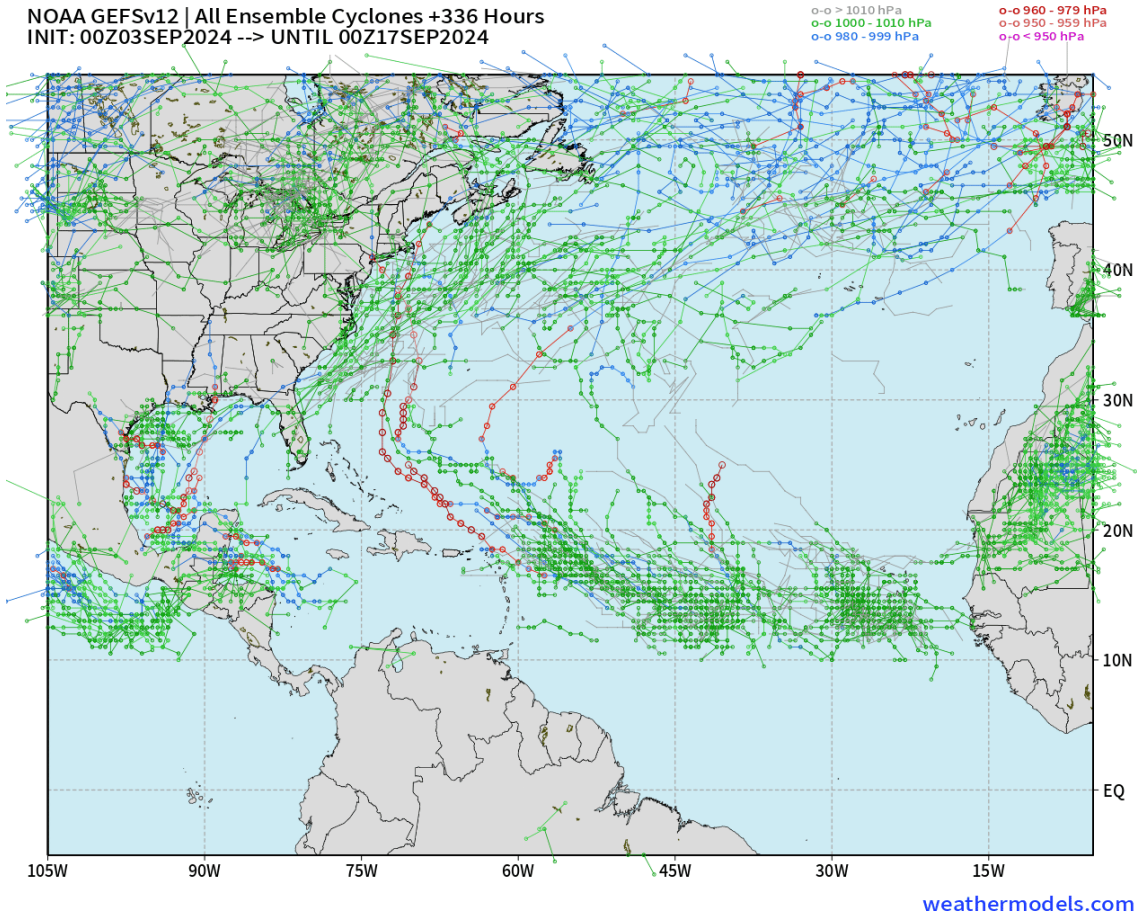 NOAA GEFSv12 | All Ensemble Cyclones +336 Hours
INIT: 00Z03SEP2024 --> UNTIL 00Z17SEP2024
o-o > 1010 hPa
o-o 1000 - 1010 hPa
o-o 980 - 999 hPa
o-o 960 - 979 hPa
o-o 950 - 959 hPa
o-o < 950 hPa
50N
40N
30N
20N
10N
EQ
105W 90W 75W 60W 45W 30W 15W
weathermodels.com